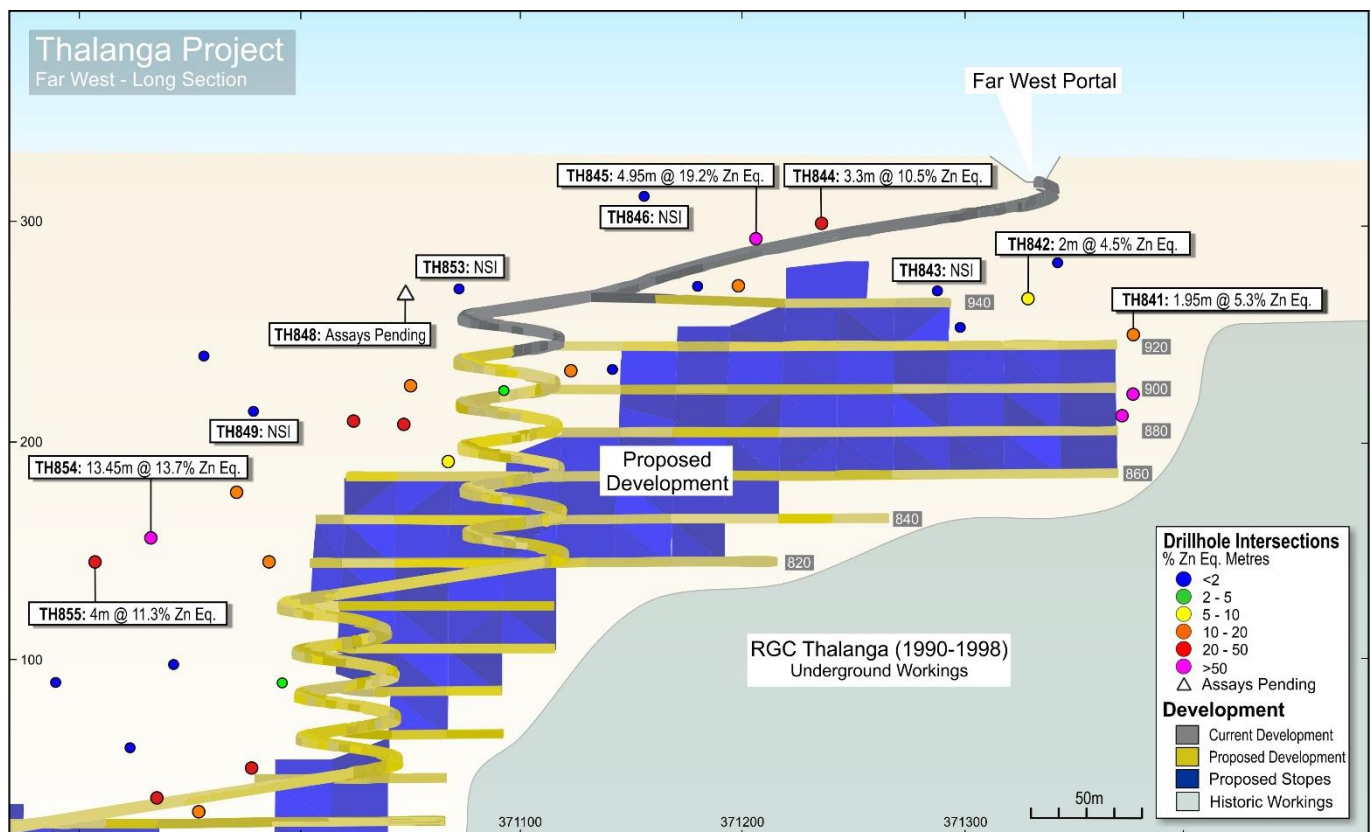 Thalanga Project
Far West - Long Section
Far West Portal
TH845: 4.95m @ 19.2% Zn Eq.
TH844: 3.3m @ 10.5% Zn Eq.
TH846: NSI
300
TH842: 2m @ 4.5% Zn Eq.
TH853: NSI
TH843: NSI
TH841: 1.95m @ 5.3% Zn Eq.
940
TH848: Assays Pending
920
900
TH849: NSI
880
200
TH854: 13.45m @ 13.7% Zn Eq.
Proposed
Development
860
840
820
TH855: 4m @ 11.3% Zn Eq.
100
RGC Thalanga (1990-1998)
Underground Workings
Drillhole Intersections
% Zn Eq. Metres
<2
2 - 5
5 - 10
10 - 20
20 - 50
>50
Assays Pending
Development
Current Development
Proposed Development
Proposed Stopes
Historic Workings
50m
371100
371200
371300